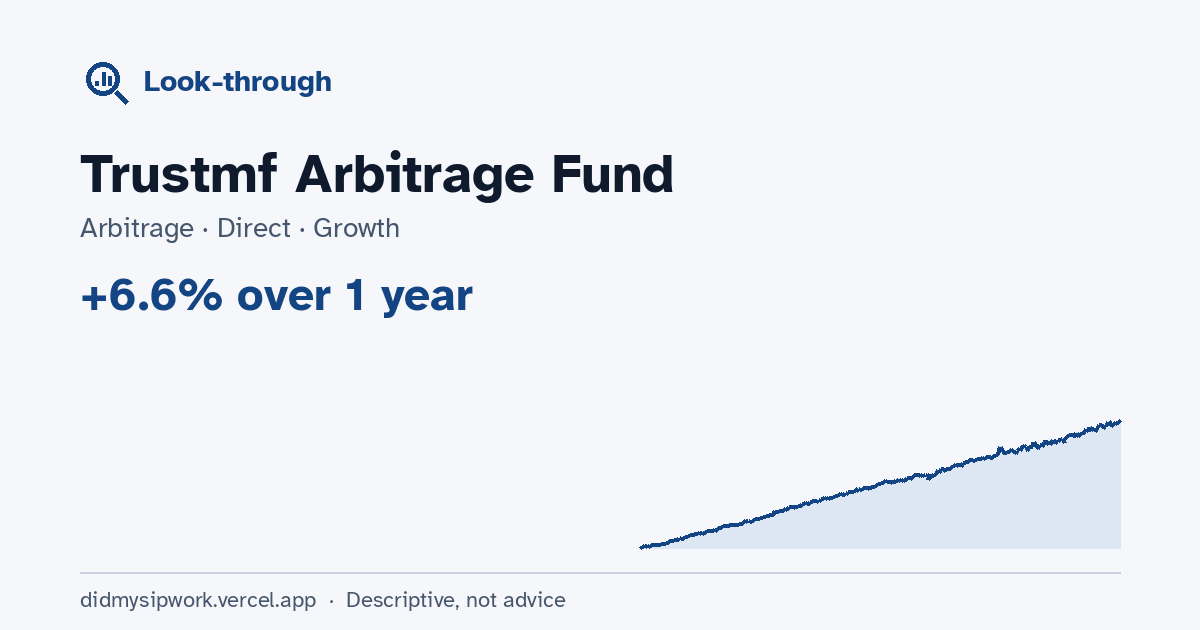 Look-through
Trustmf Arbitrage Fund
Arbitrage · Direct · Growth
+6.6% over 1 year
didmysipwork.vercel.app · Descriptive, not advice